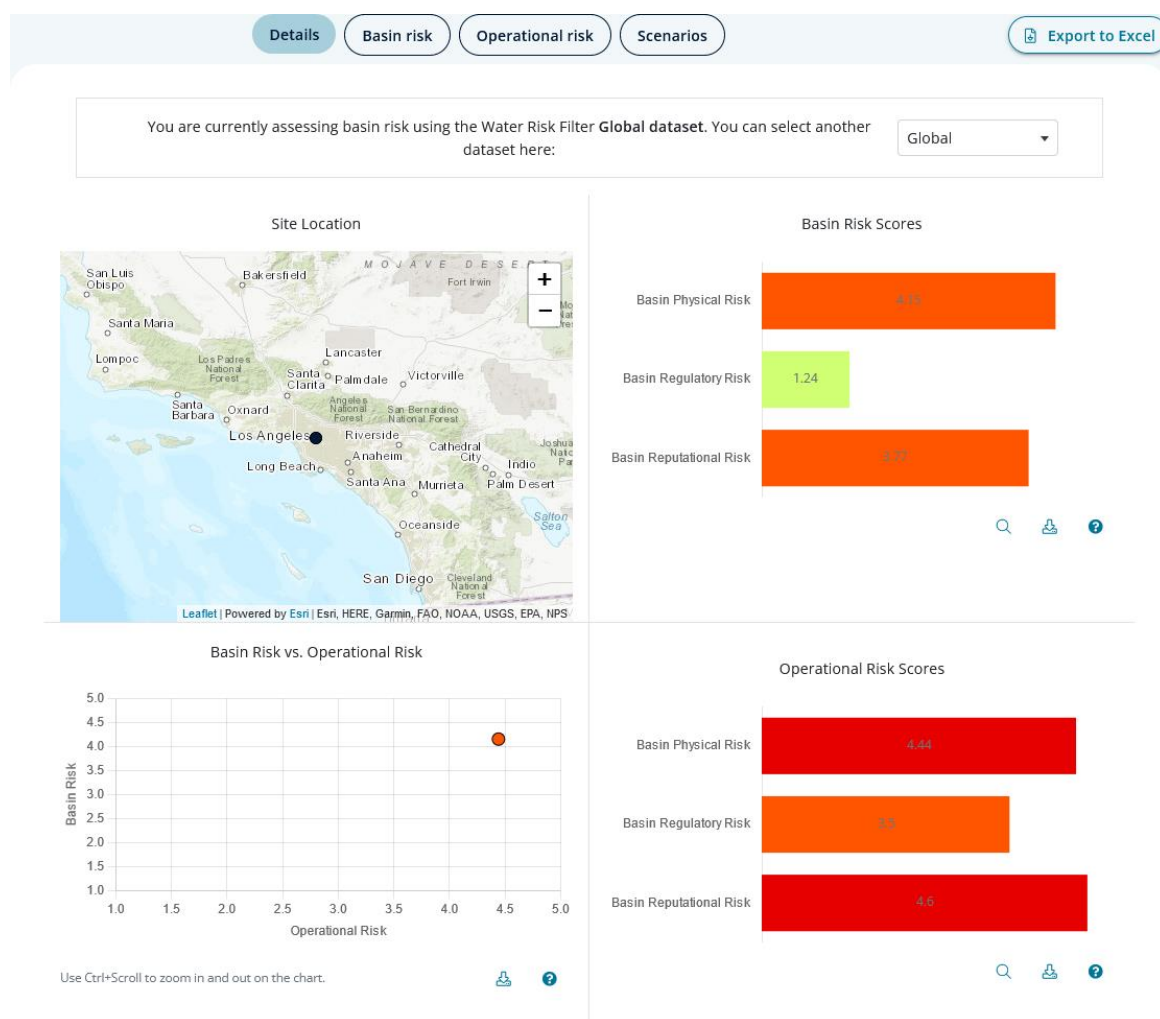 Details
Basin risk
Operational risk
Scenarios
Export to Excel
You are currently assessing basin risk using the Water Risk Filter Global dataset. You can select another
dataset here:
Global
Site Location
MOJAVE DESERT
San Luis
Obispo
Bakersfield
Fort Irwin
+
−
Santa Maria
Lompoc
Los Padres
National
Forest
Lancaster
Santa
Clarita
Palmdale
Victorville
Santa
Barbara
Oxnard
Angeles
National
Forest
San Bernardino
National Forest
Los Angeles
Riverside
Cathedral
City
Anaheim
Indio
Long Beach
Santa Ana
Murrieta
Palm Desert
Oceanside
Salton
Sea
San Diego
Cleveland
National
Forest
Leaflet | Powered by Esri | Esri, HERE, Garmin, FAO, NOAA, USGS, EPA, NPS
Basin Risk Scores
Basin Physical Risk
4.15
Basin Regulatory Risk
1.24
Basin Reputational Risk
3.77
?
Basin Risk vs. Operational Risk
5.0
4.5
4.0
3.5
3.0
2.5
2.0
1.5
1.0
Basin Risk
1.0 1.5 2.0 2.5 3.0 3.5 4.0 4.5 5.0
Operational Risk
Use Ctrl+Scroll to zoom in and out on the chart.
?
Operational Risk Scores
Basin Physical Risk
4.44
Basin Regulatory Risk
3.5
Basin Reputational Risk
4.6
?